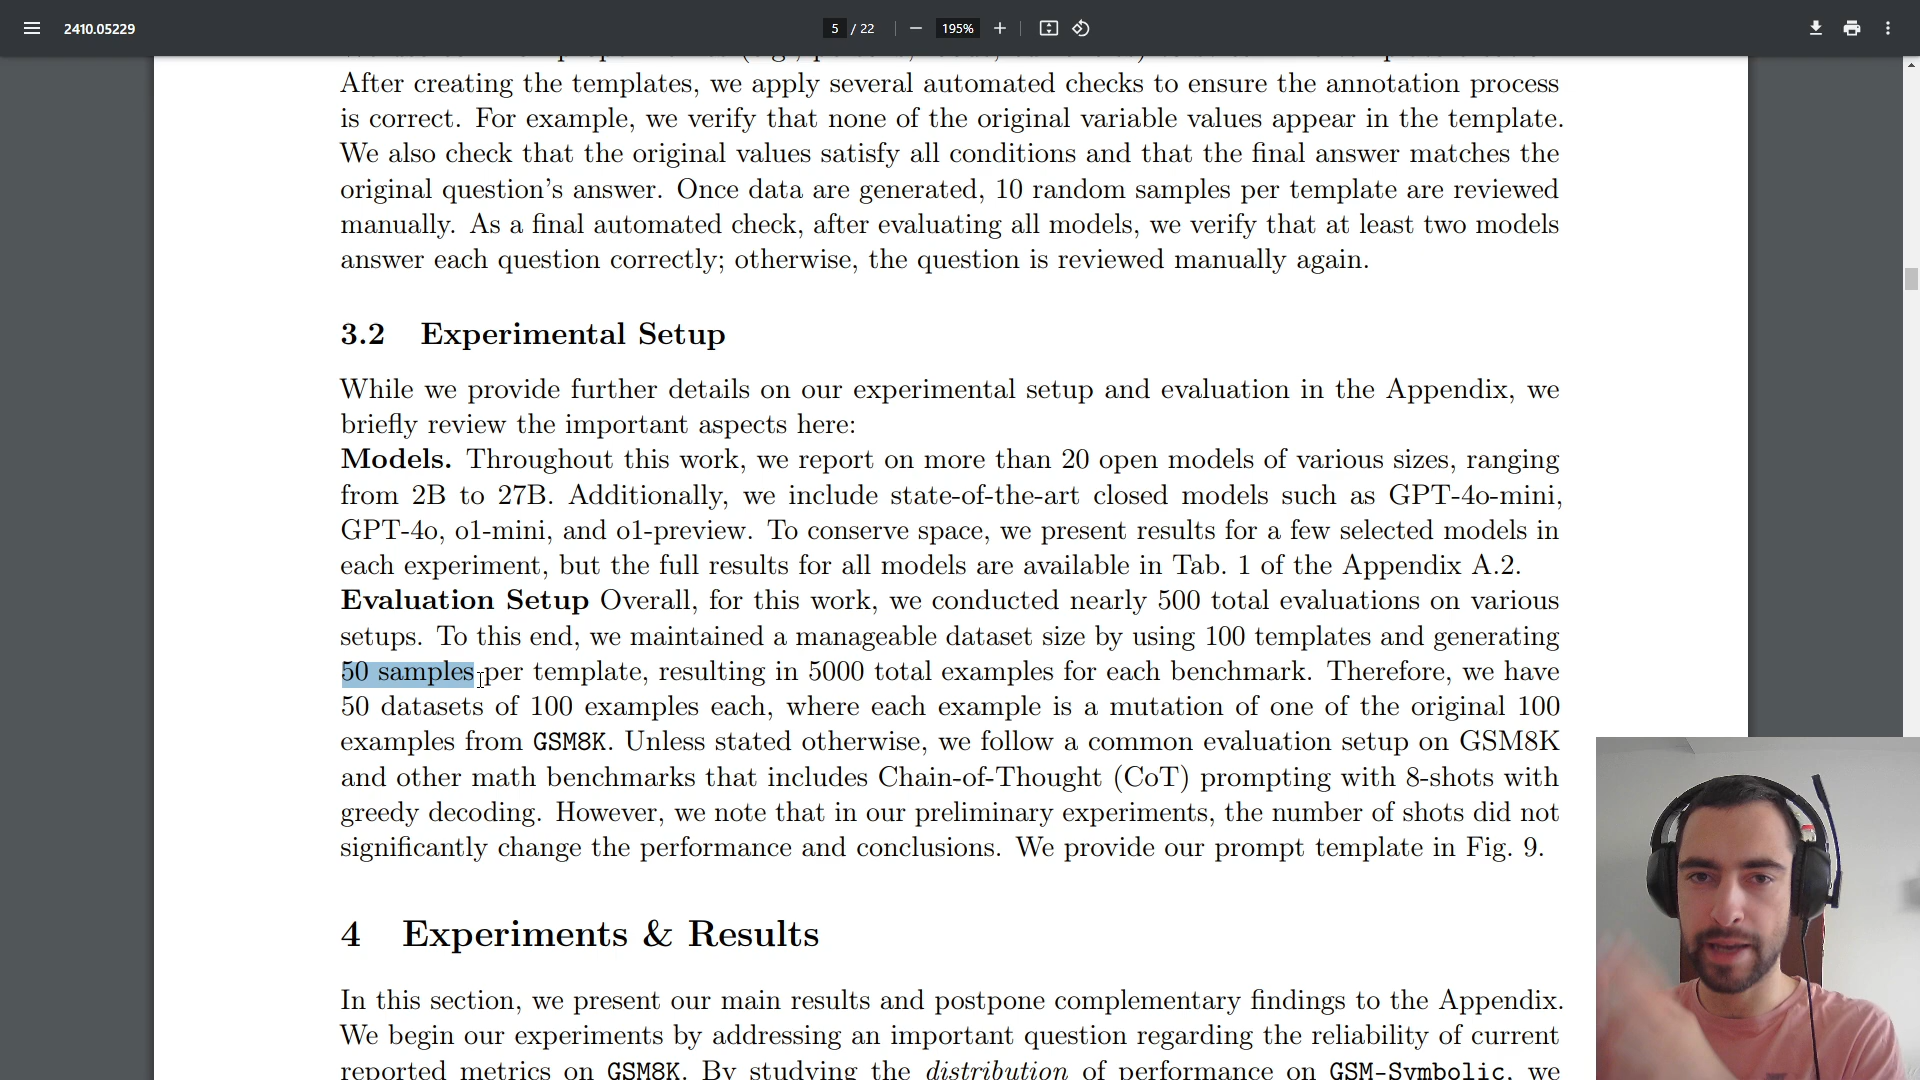 2410.05229
5 / 22
195%
After creating the templates, we apply several automated checks to ensure the annotation process
is correct. For example, we verify that none of the original variable values appear in the template.
We also check that the original values satisfy all conditions and that the final answer matches the
original question's answer. Once data are generated, 10 random samples per template are reviewed
manually. As a final automated check, after evaluating all models, we verify that at least two models
answer each question correctly; otherwise, the question is reviewed manually again.
3.2 Experimental Setup
While we provide further details on our experimental setup and evaluation in the Appendix, we
briefly review the important aspects here:
Models. Throughout this work, we report on more than 20 open models of various sizes, ranging
from 2B to 27B. Additionally, we include state-of-the-art closed models such as GPT-4o-mini,
GPT-4o, o1-mini, and o1-preview. To conserve space, we present results for a few selected models in
each experiment, but the full results for all models are available in Tab. 1 of the Appendix A.2.
Evaluation Setup Overall, for this work, we conducted nearly 500 total evaluations on various
setups. To this end, we maintained a manageable dataset size by using 100 templates and generating
50 samples per template, resulting in 5000 total examples for each benchmark. Therefore, we have
50 datasets of 100 examples each, where each example is a mutation of one of the original 100
examples from GSM8K. Unless stated otherwise, we follow a common evaluation setup on GSM8K
and other math benchmarks that includes Chain-of-Thought (CoT) prompting with 8-shots with
greedy decoding. However, we note that in our preliminary experiments, the number of shots did not
significantly change the performance and conclusions. We provide our prompt template in Fig. 9.
4 Experiments & Results
In this section, we present our main results and postpone complementary findings to the Appendix.
We begin our experiments by addressing an important question regarding the reliability of current
reported metrics on GSM8K. By studying the distribution of performance on GSM-Symbolic, we